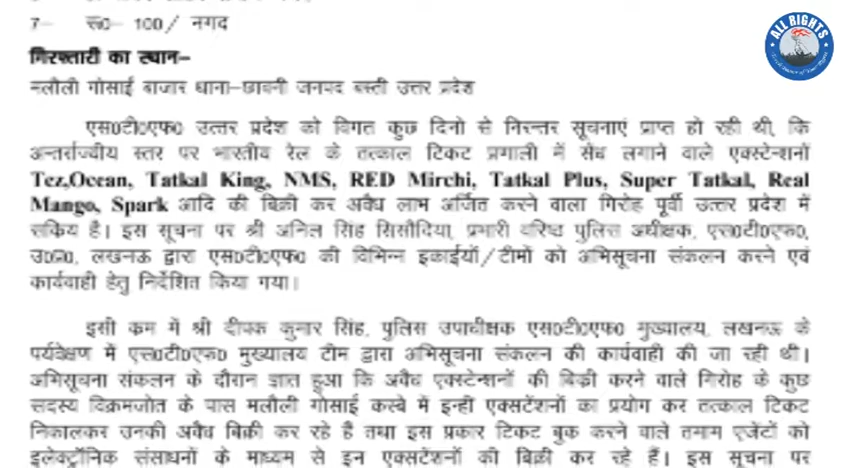 7– रू0– 100/ नगद
ALL RIGHTS
गिरफ्तारी का स्थान–
मलौली गोसाई बाजार थाना–छावनी जनपद बस्ती उत्तर प्रदेश
एस0टी0एफ0 उत्तर प्रदेश को विगत कुछ दिनो से निरन्तर सूचनाएं प्राप्त हो रही थी, कि
अन्तर्राज्यीय स्तर पर भारतीय रेल के तत्काल टिकट प्रणाली में सेंध लगाने वाले एक्स्टेन्शनों
Tez,Ocean, Tatkal King, NMS, RED Mirchi, Tatkal Plus, Super Tatkal, Real
Mango, Spark आदि की बिक्री कर अवैध लाभ अर्जित करने वाला गिरोह पूर्वी उत्तर प्रदेश में
सक्रिय है। इस सूचना पर श्री अनिल सिंह सिसौदिया, प्रभारी वरिष्ठ पुलिस अधीक्षक, एस0टी0एफ0,
उ0प्र0, लखनऊ द्वारा एस0टी0एफ0 की विभिन्न इकाईयों/टीमों को अभिसूचना संकलन करने एवं
कार्यवाही हेतु निर्देशित किया गया।
इसी क्रम में श्री दीपक कुमार सिंह, पुलिस उपाधीक्षक एस0टी0एफ0 मुख्यालय, लखनऊ के
पर्यवेक्षण में एस0टी0एफ0 मुख्यालय टीम द्वारा अभिसूचना संकलन की कार्यवाही की जा रही थी।
अभिसूचना संकलन के दौरान ज्ञात हुआ कि अवैध एक्स्टेन्शनों की बिक्री करने वाले गिरोह के कुछ
सदस्य विक्रमजोत के पास मलौली गोसाई कस्बे में इन्ही एक्सटेंशनों का प्रयोग कर तत्काल टिकट
निकालकर उनकी अवैध बिक्री कर रहे हैं तथा इस प्रकार टिकट बुक करने वाले तमाम एजेंटों को
इलेक्ट्रॉनिक संसाधनों के माध्यम से इन एक्सटेंशनों की बिक्री कर रहे हैं। इस सूचना पर